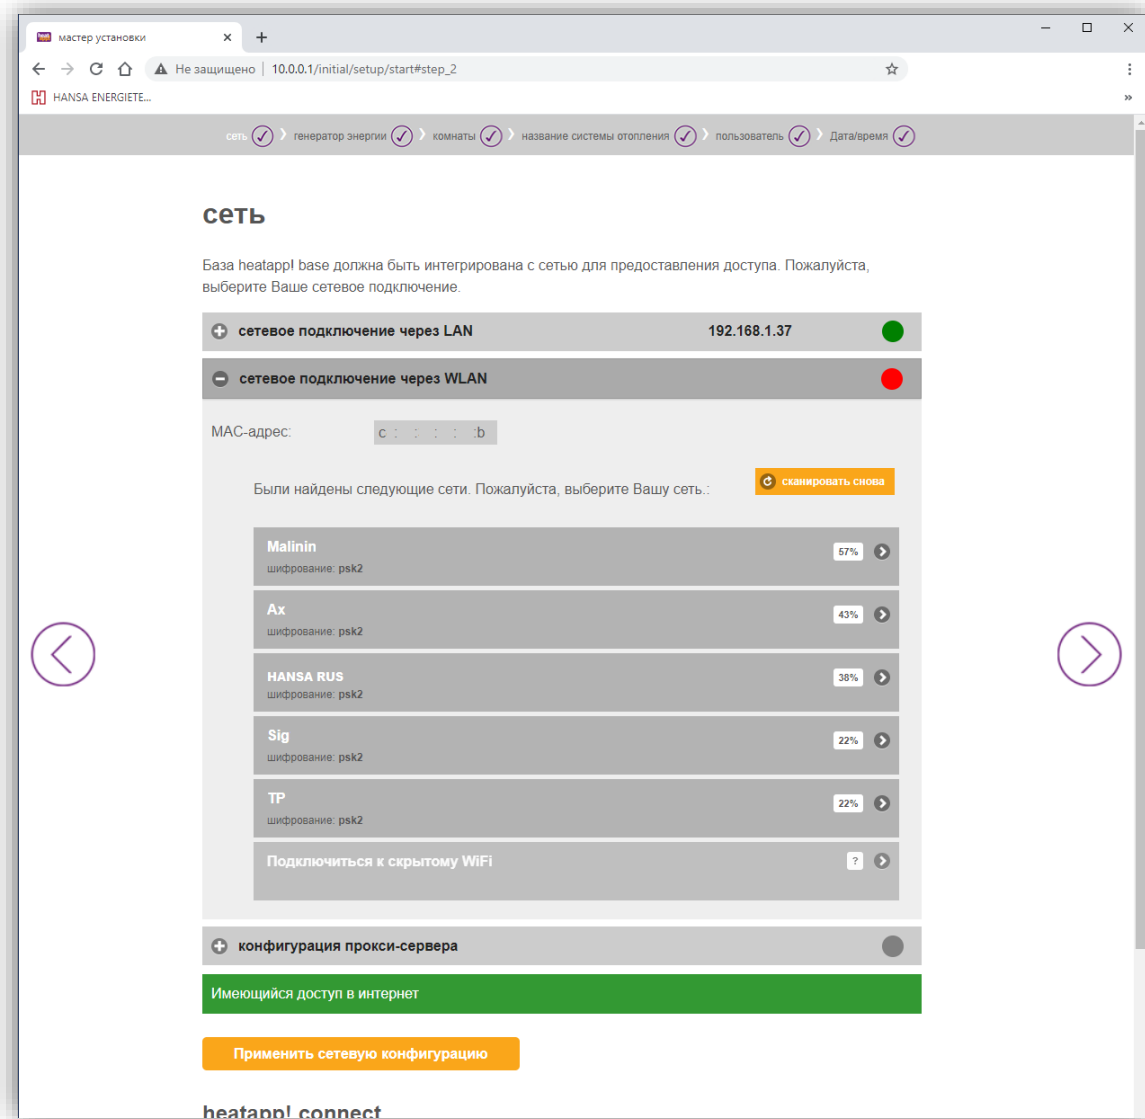 мастер установки
Не защищено | 10.0.0.1/initial/setup/start#step_2
HANSA ENERGIETE...
сеть генератор энергии комнаты название системы отопления пользователь Дата/время
сеть
База heatapp! base должна быть интегрирована с сетью для предоставления доступа. Пожалуйста,
выберите Ваше сетевое подключение.
сетевое подключение через LAN 192.168.1.37
сетевое подключение через WLAN
MAC-адрес: c : : : : :b
Были найдены следующие сети. Пожалуйста, выберите Вашу сеть.:
сканировать снова
Malinin 57%
шифрование: psk2
Ax 43%
шифрование: psk2
HANSA RUS 38%
шифрование: psk2
Sig 22%
шифрование: psk2
TP 22%
шифрование: psk2
Подключиться к скрытому WiFi ?
конфигурация прокси-сервера
Имеющийся доступ в интернет
Применить сетевую конфигурацию
heatapp! connect